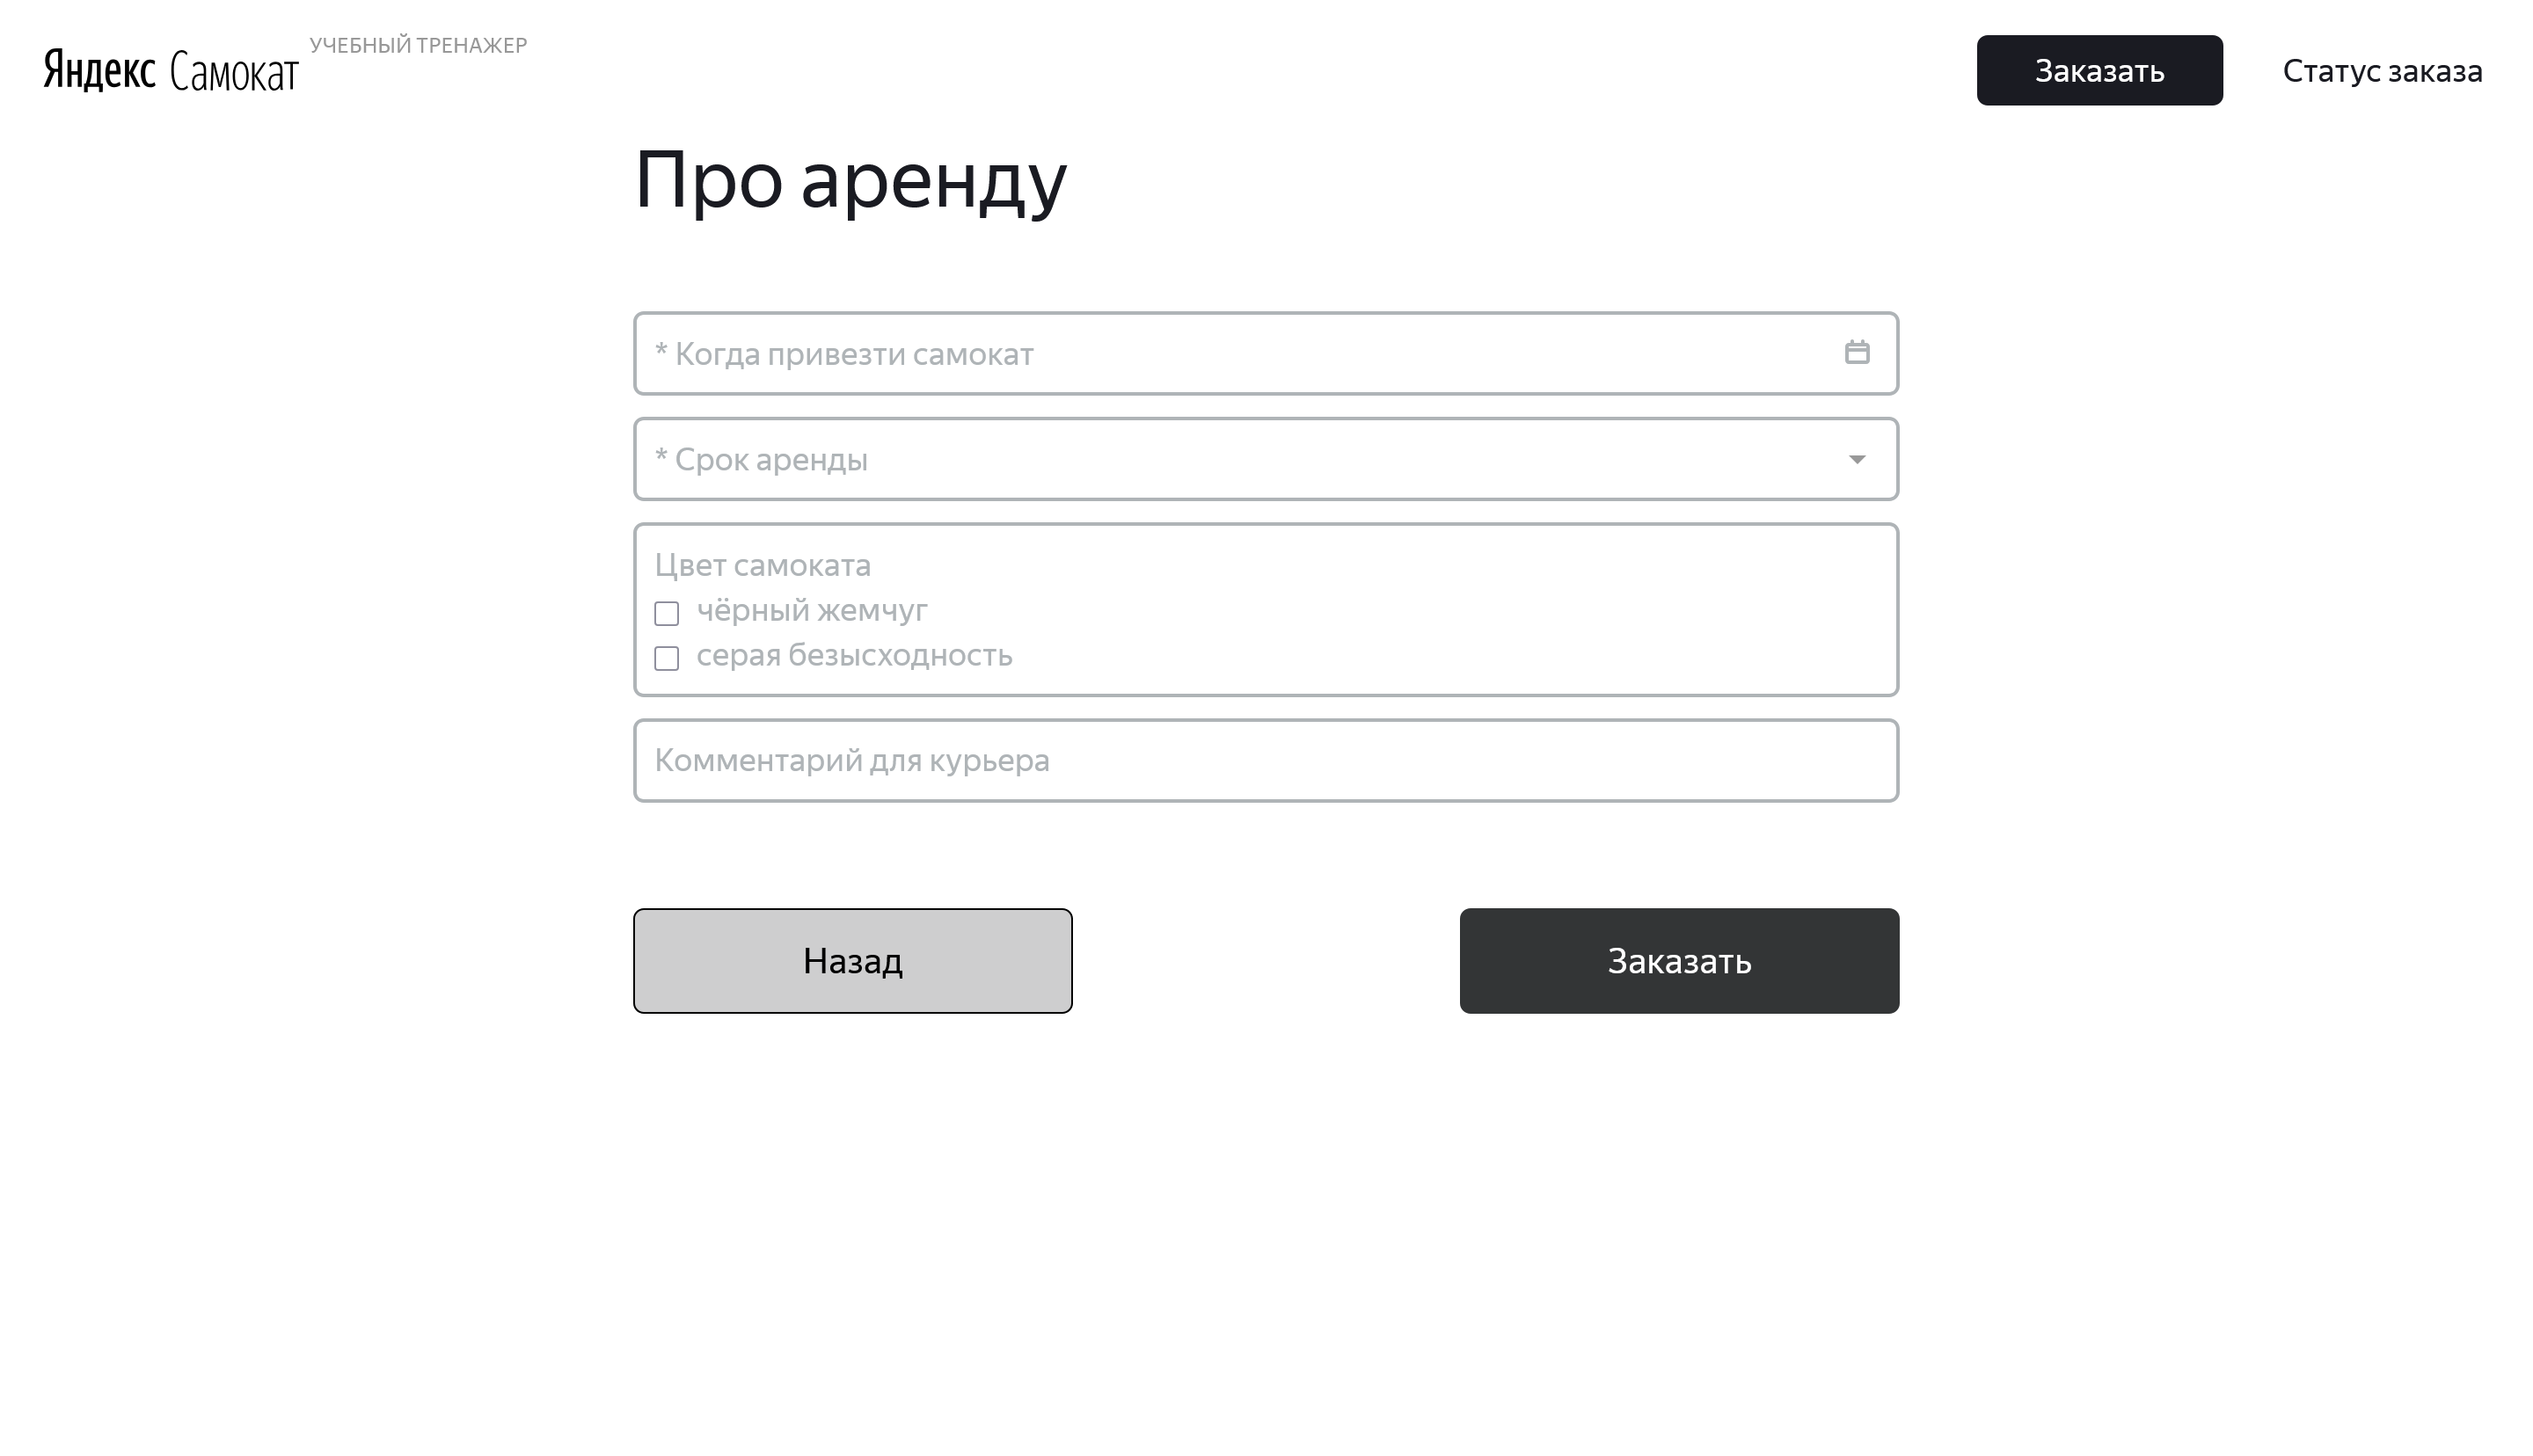 Яндекс Самокат
УЧЕБНЫЙ ТРЕНАЖЕР
Заказать
Статус заказа
Про аренду
* Когда привезти самокат
* Срок аренды
Цвет самоката
чёрный жемчуг
серая безысходность
Комментарий для курьера
Назад
Заказать